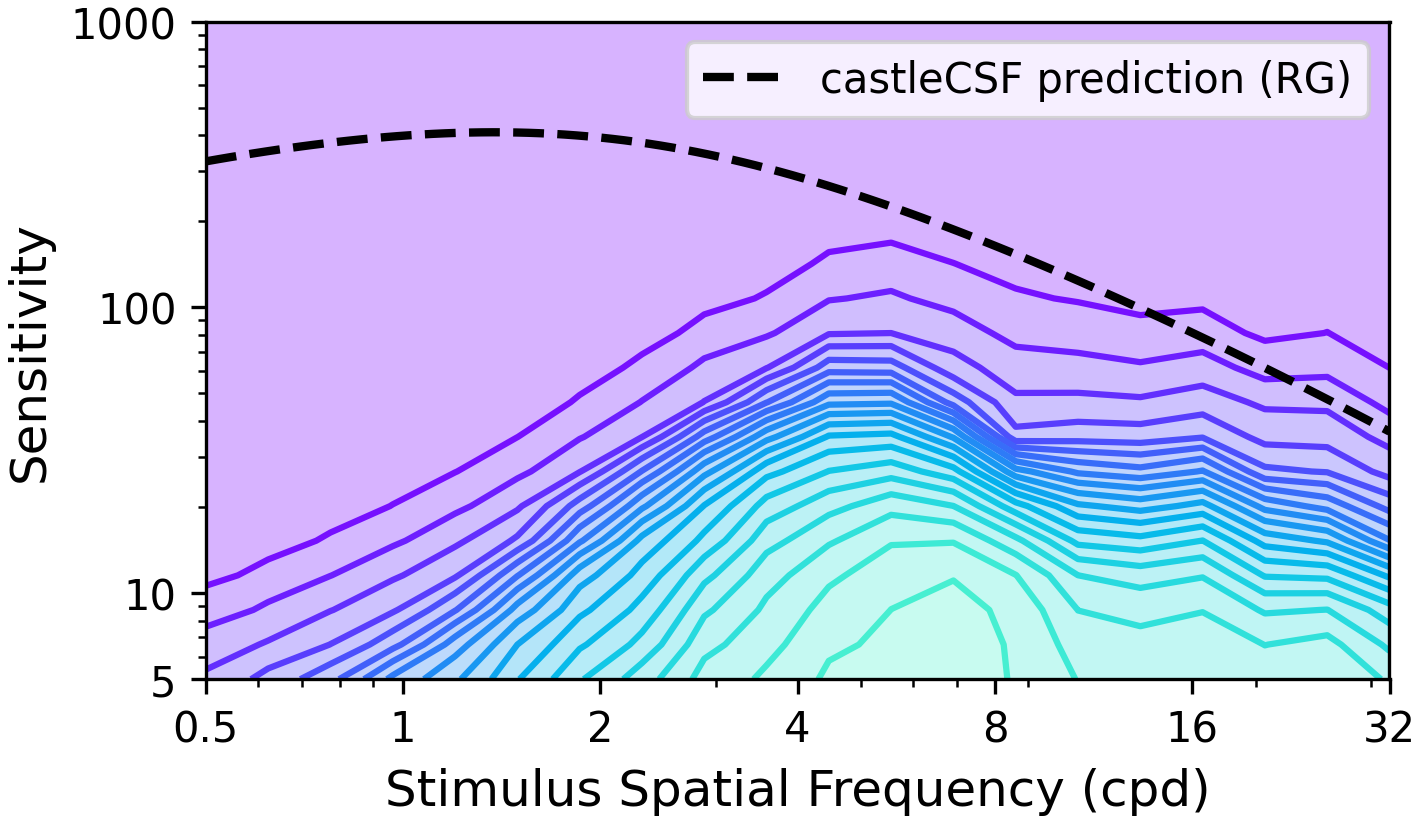 1000
100
10
5
Sensitivity
castleCSF prediction (RG)
0.5 1 2 4 8 16 32
Stimulus Spatial Frequency (cpd)